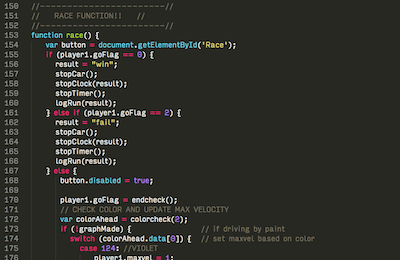 150 //------------------------//
151 // RACE FUNCTION!! //
152 //------------------------//
153 function race() {
154 var button = document.getElementById('Race');
155 if (player1.goFlag == 0) {
156 result = "win";
157 stopCar();
158 stopClock(result);
159 stopTimer();
160 logRun(result);
161 } else if (player1.goFlag == 2) {
162 result = "fail";
163 stopCar();
164 stopClock(result);
165 stopTimer();
166 logRun(result);
167 } else {
168 button.disabled = true;
169
170 player1.goFlag = endcheck();
171 // CHECK COLOR AND UPDATE MAX VELOCITY
172 var colorAhead = colorcheck(2);
173 if (!graphMade) { // if driving by paint
174 switch (colorAhead.data[0]) { // set maxvel based on color
175 case 124: //VIOLET
176 player1.maxvel = 1;